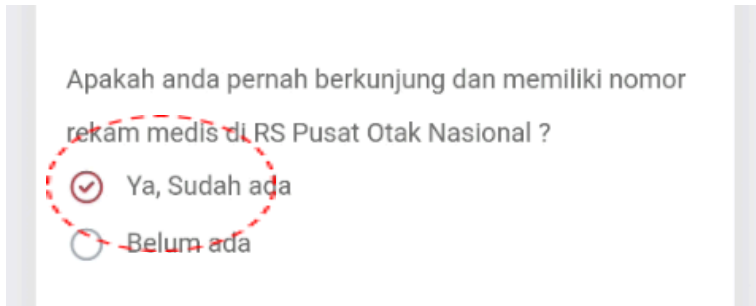 Apakah anda pernah berkunjung dan memiliki nomor
rekam medis di RS Pusat Otak Nasional ?
Ya, Sudah ada
Belum ada